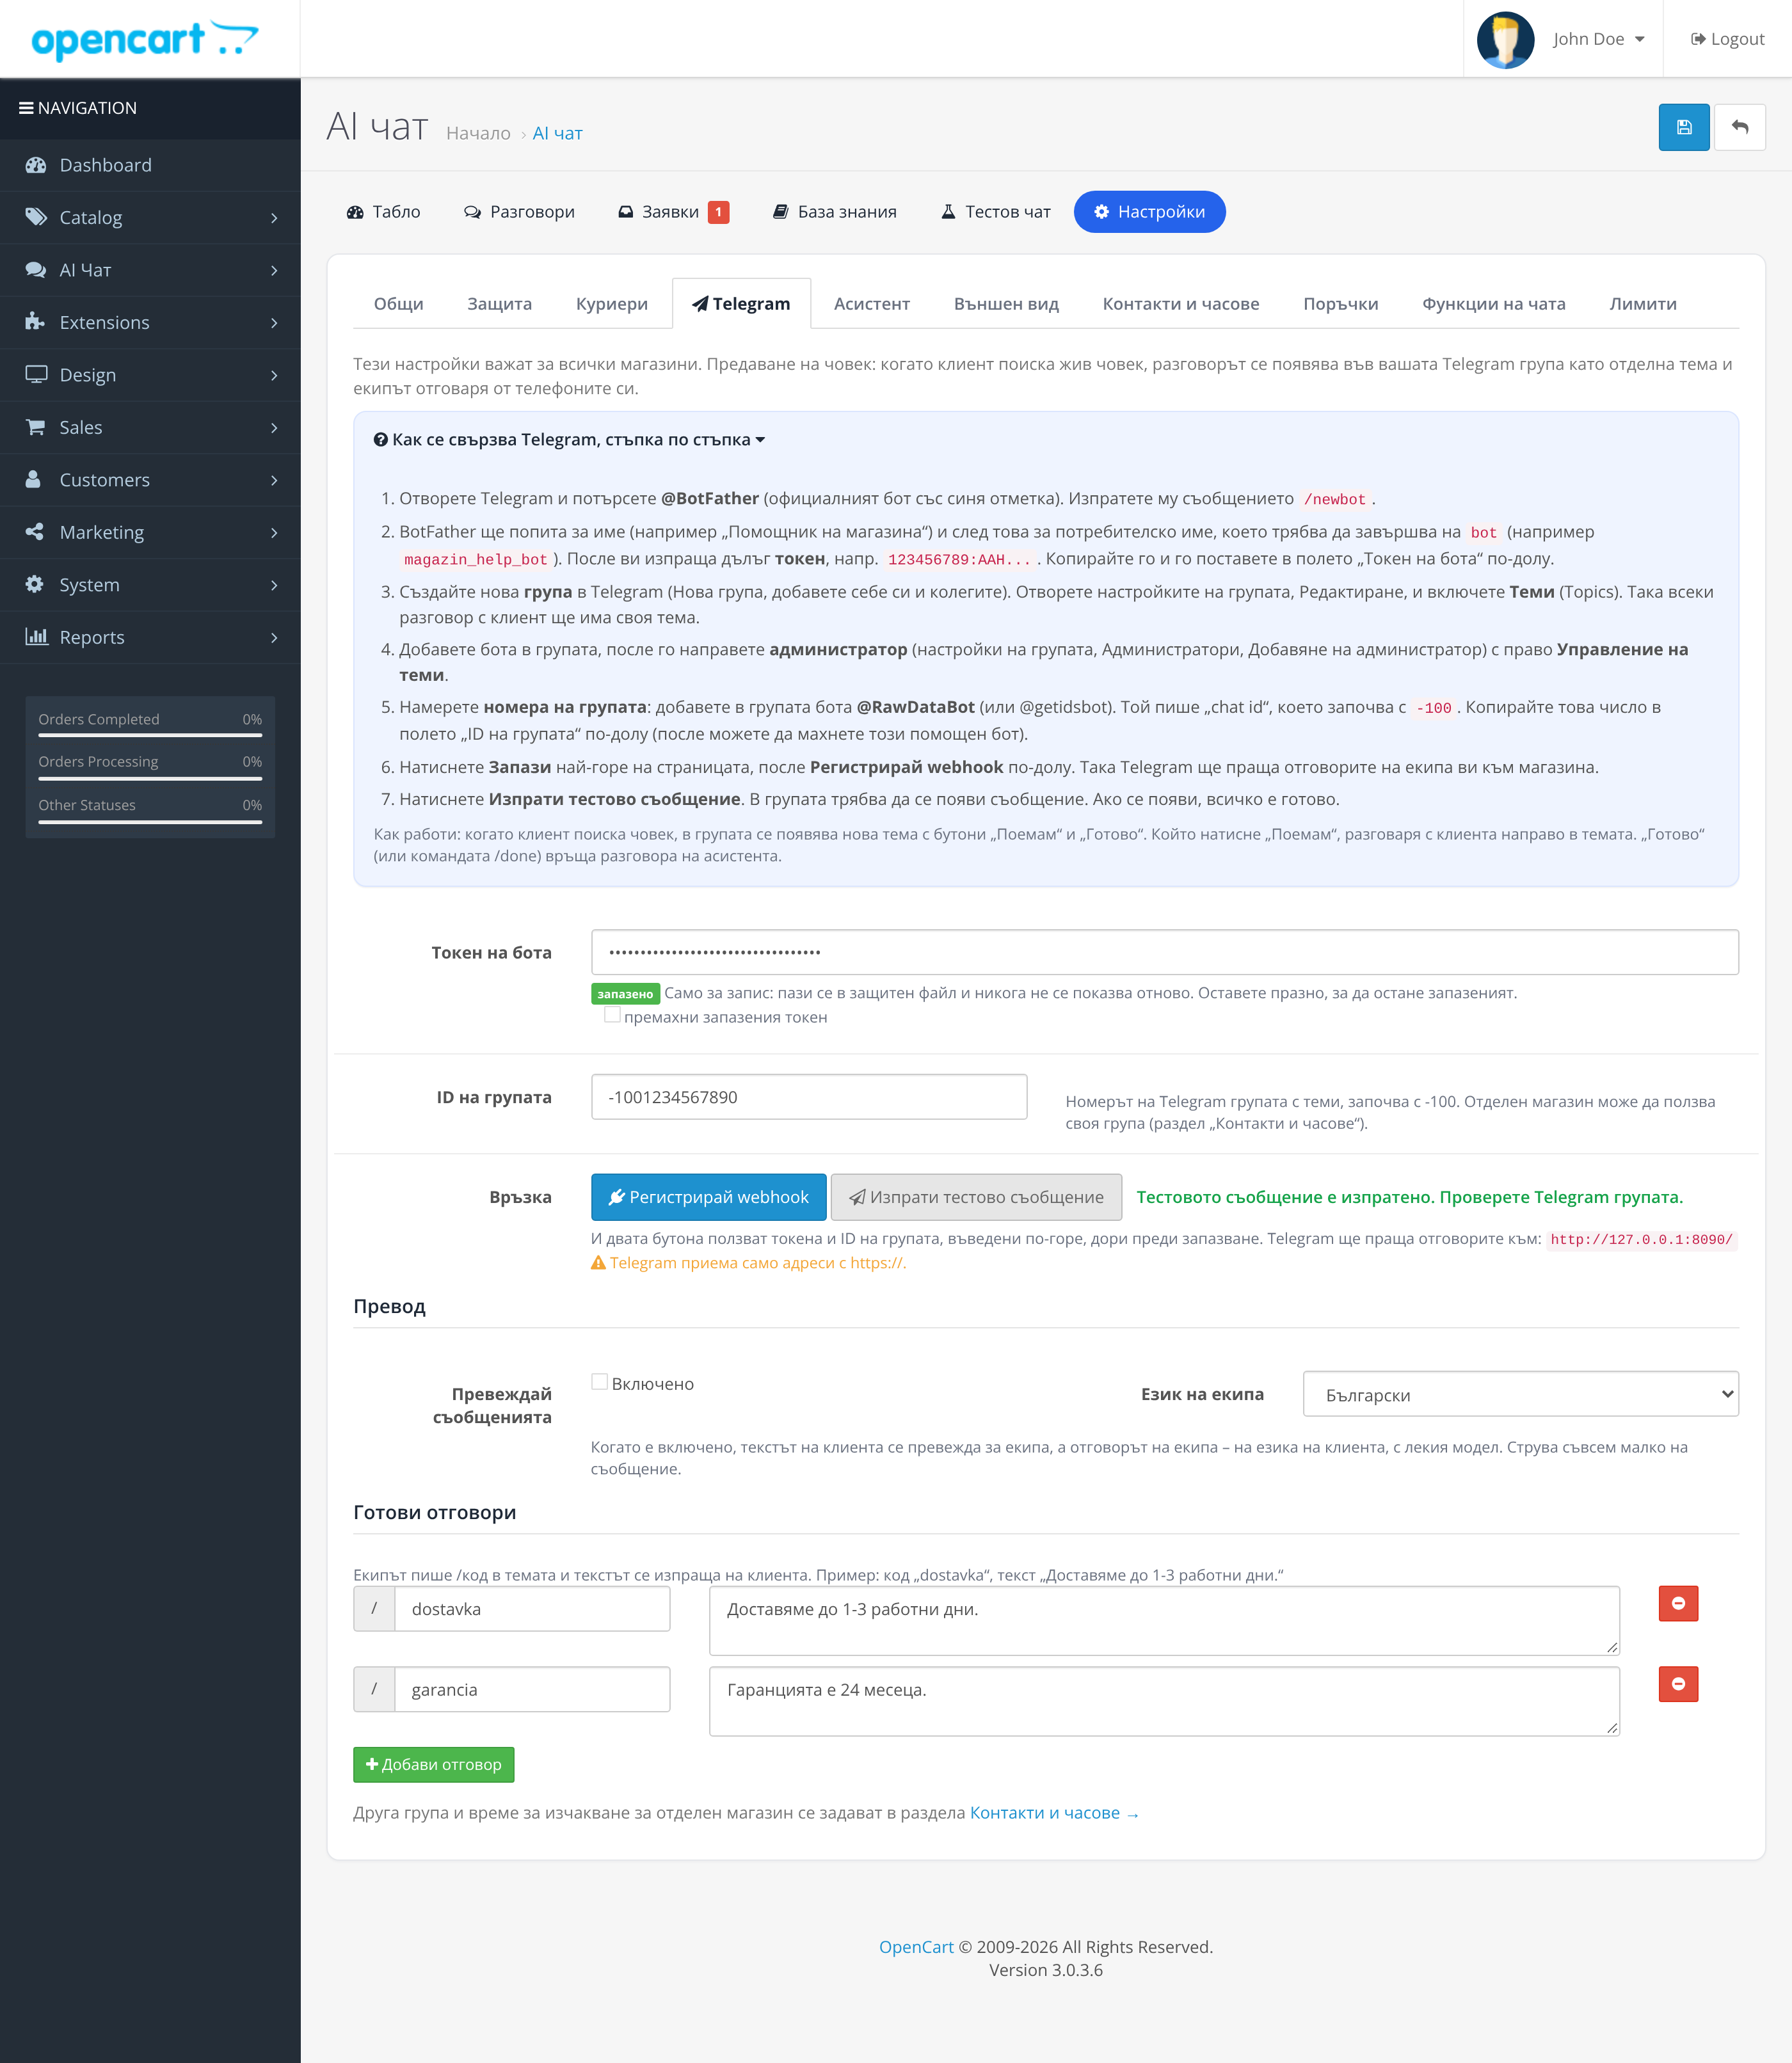 opencart
John Doe
Logout
NAVIGATION
Dashboard
Catalog
AI Чат
Extensions
Design
Sales
Customers
Marketing
System
Reports
Orders Completed 0%
Orders Processing 0%
Other Statuses 0%
AI чат
Начало › AI чат
Табло
Разговори
Заявки 1
База знания
Тестов чат
Настройки
Общи
Защита
Куриери
Telegram
Асистент
Външен вид
Контакти и часове
Поръчки
Функции на чата
Лимити
Тези настройки важат за всички магазини. Предаване на човек: когато клиент поиска жив човек, разговорът се появява във вашата Telegram група като отделна тема и
екипът отговаря от телефоните си.
Как се свързва Telegram, стъпка по стъпка
1. Отворете Telegram и потърсете @BotFather (официалният бот със синя отметка). Изпратете му съобщението /newbot .
2. BotFather ще попита за име (например „Помощник на магазина“) и след това за потребителско име, което трябва да завършва на bot (например
magazin_help_bot ). После ви изпраща дълъг токен, напр. 123456789:AAH... . Копирайте го и го поставете в полето „Токен на бота“ по-долу.
3. Създайте нова група в Telegram (Нова група, добавете себе си и колегите). Отворете настройките на групата, Редактиране, и включете Теми (Topics). Така всеки
разговор с клиент ще има своя тема.
4. Добавете бота в групата, после го направете администратор (настройки на групата, Администратори, Добавяне на администратор) с право Управление на
теми.
5. Намерете номера на групата: добавете в групата бота @RawDataBot (или @getidsbot). Той пише „chat id“, което започва с -100 . Копирайте това число в
полето „ID на групата“ по-долу (после можете да махнете този помощен бот).
6. Натиснете Запази най-горе на страницата, после Регистрирай webhook по-долу. Така Telegram ще праща отговорите на екипа ви към магазина.
7. Натиснете Изпрати тестово съобщение. В групата трябва да се появи съобщение. Ако се появи, всичко е готово.
Как работи: когато клиент поиска човек, в групата се появява нова тема с бутони „Поемам“ и „Готово“. Който натисне „Поемам“, разговаря с клиента направо в темата. „Готово“
(или командата /done) връща разговора на асистента.
Токен на бота
••••••••••••••••••••••••••••••••••
запазено Само за запис: пази се в защитен файл и никога не се показва отново. Оставете празно, за да остане запазеният.
премахни запазения токен
ID на групата
-1001234567890
Номерът на Telegram групата с теми, започва с -100. Отделен магазин може да ползва
своя група (раздел „Контакти и часове“).
Връзка
Регистрирай webhook
Изпрати тестово съобщение
Тестовото съобщение е изпратено. Проверете Telegram групата.
И двата бутона ползват токена и ID на групата, въведени по-горе, дори преди запазване. Telegram ще праща отговорите към: http://127.0.0.1:8090/
Telegram приема само адреси с https://.
Превод
Превеждай
съобщенията
Включено
Език на екипа
Български
Когато е включено, текстът на клиента се превежда за екипа, а отговорът на екипа – на езика на клиента, с лекия модел. Струва съвсем малко на
съобщение.
Готови отговори
Екипът пише /код в темата и текстът се изпраща на клиента. Пример: код „dostavka“, текст „Доставяме до 1-3 работни дни.“
/ dostavka
Доставяме до 1-3 работни дни.
/ garancia
Гаранцията е 24 месеца.
Добави отговор
Друга група и време за изчакване за отделен магазин се задават в раздела Контакти и часове →
OpenCart © 2009-2026 All Rights Reserved.
Version 3.0.3.6